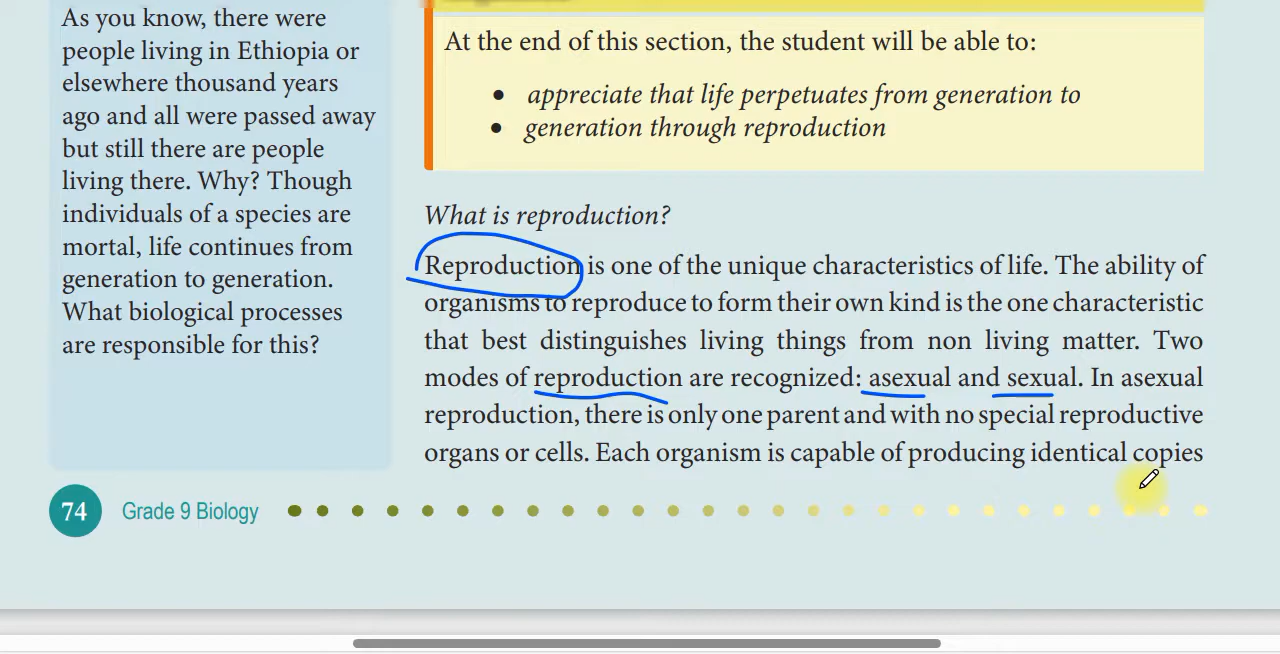 As you know, there were
people living in Ethiopia or
elsewhere thousand years
ago and all were passed away
but still there are people
living there. Why? Though
individuals of a species are
mortal, life continues from
generation to generation.
What biological processes
are responsible for this?
At the end of this section, the student will be able to:
• appreciate that life perpetuates from generation to
• generation through reproduction
What is reproduction?
Reproduction is one of the unique characteristics of life. The ability of
organisms to reproduce to form their own kind is the one characteristic
that best distinguishes living things from non living matter. Two
modes of reproduction are recognized: asexual and sexual. In asexual
reproduction, there is only one parent and with no special reproductive
organs or cells. Each organism is capable of producing identical copies
74 Grade 9 Biology